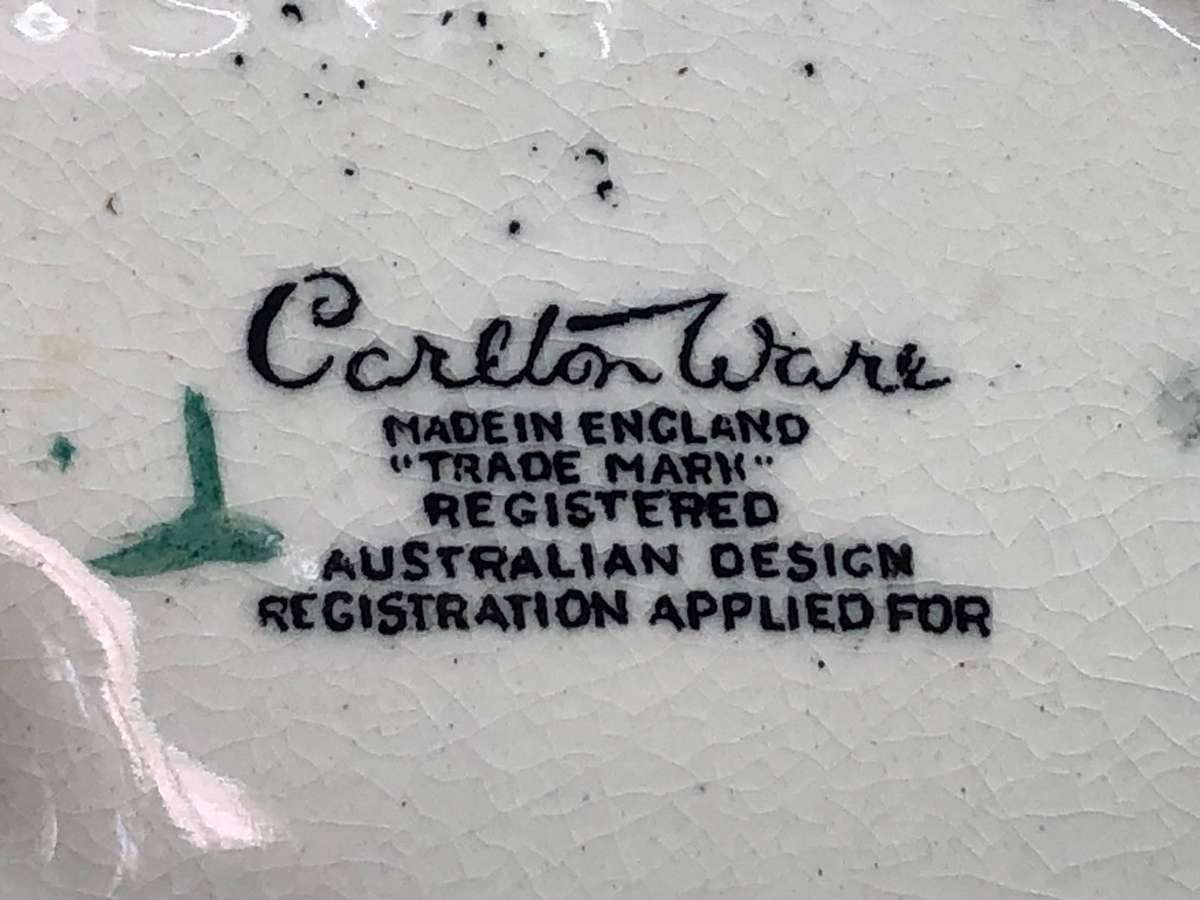 Carlton Ware
MADE IN ENGLAND
"TRADE MARK"
REGISTERED
AUSTRALIAN DESIGN
REGISTRATION APPLIED FOR